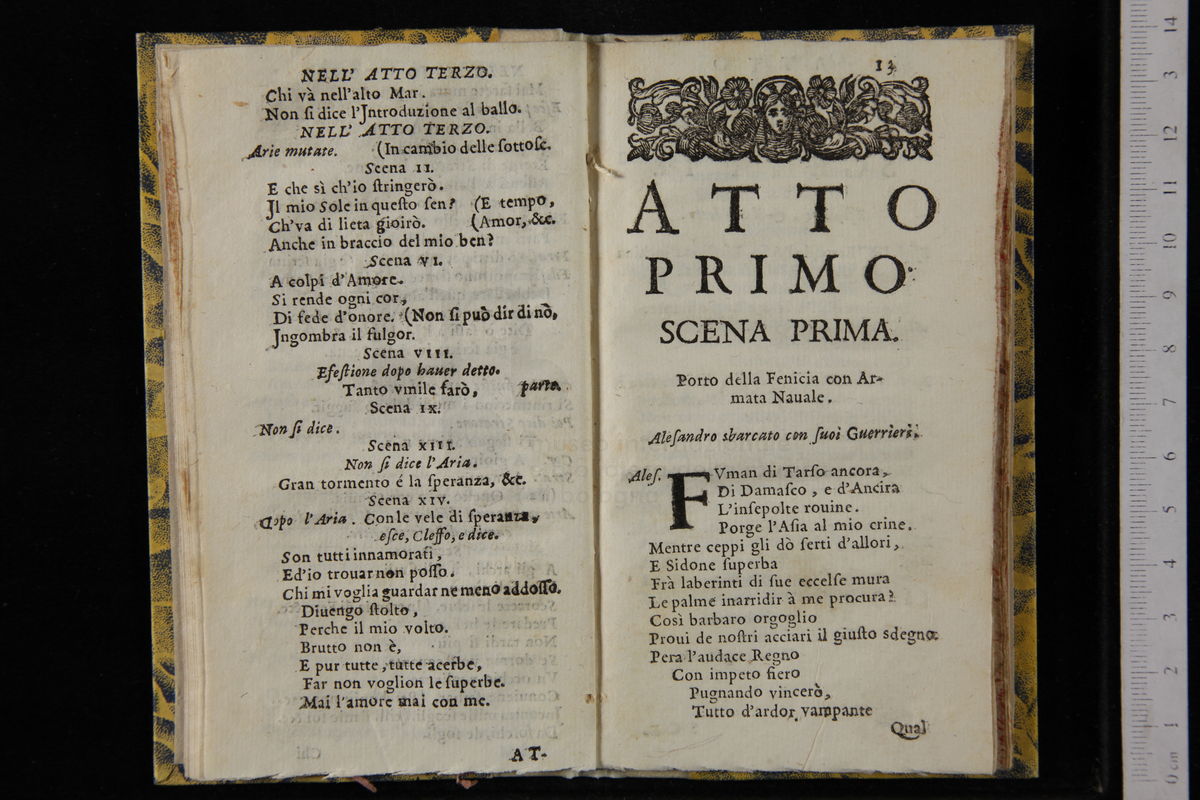 NELL' ATTO TERZO.
Chi và nell'alto Mar.
Non ſi dice l'Jntroduzione al ballo.
NELL' ATTO TERZO.
Arie mutate. (In cambio delle ſottoſc.
Scena II.
E che sì ch'io ſtringerò.
Jl mio Sole in queſto ſen? (E tempo,
Ch'va di lieta gioirò. (Amor, &c.
Anche in braccio del mio ben?
Scena VI.
A colpi d'Amore.
Si rende ogni cor,
Di fede d'onore. (Non ſi può dir di nò,
Jngombra il fulgor.
Scena VIII.
Efeſtione dopo hauer detto.
Tanto vmile farò, parte.
Scena IX.
Non ſi dice.
Scena XIII.
Non ſi dice l'Aria.
Gran tormento é la ſperanza, &c.
Scena XIV.
Dopo l'Aria. Conle vele di ſperanza,
eſce, Cleſſo, e dice.
Son tutti innamorati,
Ed'io trouar non poſſo.
Chi mi voglia guardar ne meno addoſſo.
Diuengo ſtolto,
Perche il mio volto.
Brutto non è,
E pur tutte, tutte acerbe,
Far non voglion le ſuperbe.
Mai l'amore mai con me.
AT-
13
ATTO
PRIMO
SCENA PRIMA.
Porto della Fenicia con Ar-
mata Nauale.
Aleſandro sbarcato con ſuoi Guerrieri.
Aleſ. FVman di Tarſo ancora,
Di Damaſco, e d'Ancira
L'inſepolte rouine.
Porge l'Aſia al mio crine.
Mentre ceppi gli dò ſerti d'allori,
E Sidone ſuperba
Frà laberinti di ſue eccelſe mura
Le palme inarridir à me procura?
Così barbaro orgoglio
Proui de noſtri acciari il giuſto sdegno.
Pera l'audace Regno
Con impeto fiero
Pugnando vincerò,
Tutto d'ardor vampante
Qual